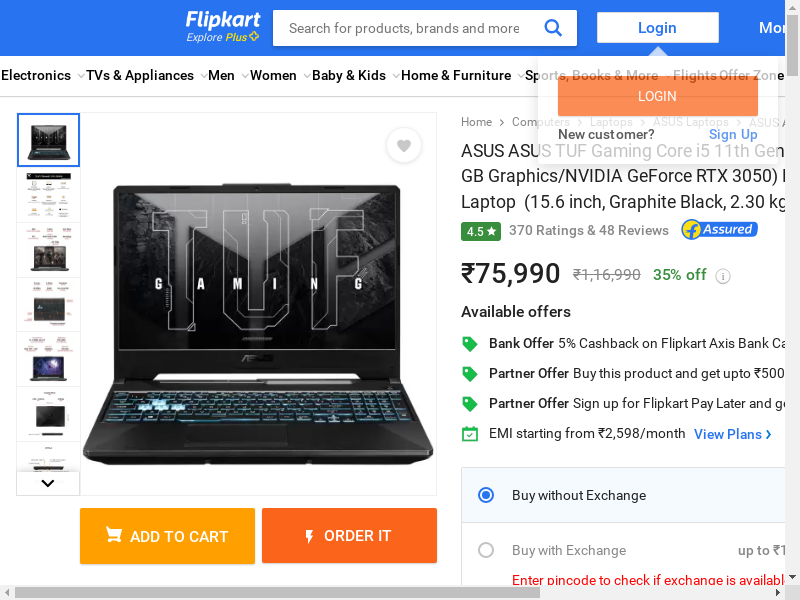 Flipkart
Explore Plus
Search for products, brands and more
Login
Mor
Electronics TVs & Appliances Men Women Baby & Kids Home & Furniture Sports, Books & More Flights Offer Zone
LOGIN
New customer? Sign Up
Home Computers Laptops ASUS Laptops ASUS
ASUS ASUS TUF Gaming Core i5 11th Gen
GB Graphics/NVIDIA GeForce RTX 3050)
Laptop (15.6 inch, Graphite Black, 2.30 kg
4.5 370 Ratings & 48 Reviews Assured
₹75,990 ₹1,16,990 35% off i
Available offers
Bank Offer 5% Cashback on Flipkart Axis Bank Ca
Partner Offer Buy this product and get upto ₹500
Partner Offer Sign up for Flipkart Pay Later and ge
EMI starting from ₹2,598/month View Plans
Buy without Exchange
Buy with Exchange up to ₹1
Enter pincode to check if exchange is availabl
TUF
GAMING
ASUS
ADD TO CART
ORDER IT